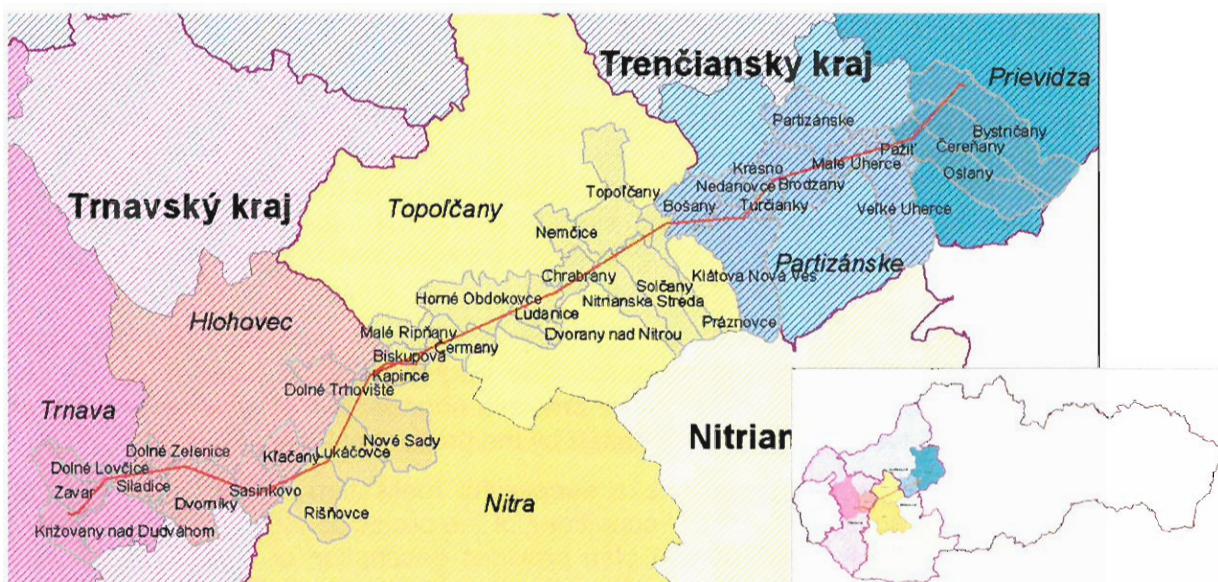 Trenčiansky kraj
Prievidza
Partizánske
Bystričany
Pažiť
Čereňany
Krásno
Malé Uherce
Oslany
Topoľčany
Nedanovce
Brodzany
Trnavský kraj
Topoľčany
Bošany
Turčianky
Veľké Uherce
Nemčice
Partizánske
Chrabrany
Klátova Nová Ves
Solčany
Horné Obdokovce
Nitrianska Streda
Hlohovec
Ludanice
Práznovce
Malé Ripňany
Dvorany nad Nitrou
Čermany
Biskupová
Kapince
Dolné Trhovište
Trnava
Nitrian
Nové Sady
Dolné Zelenice
Lukáčovce
Kľačany
Dolné Lovčice
Siladice
Zavar
Sasinkovo
Dvorníky
Nitra
Rišňovce
Križovany nad Dudváhom